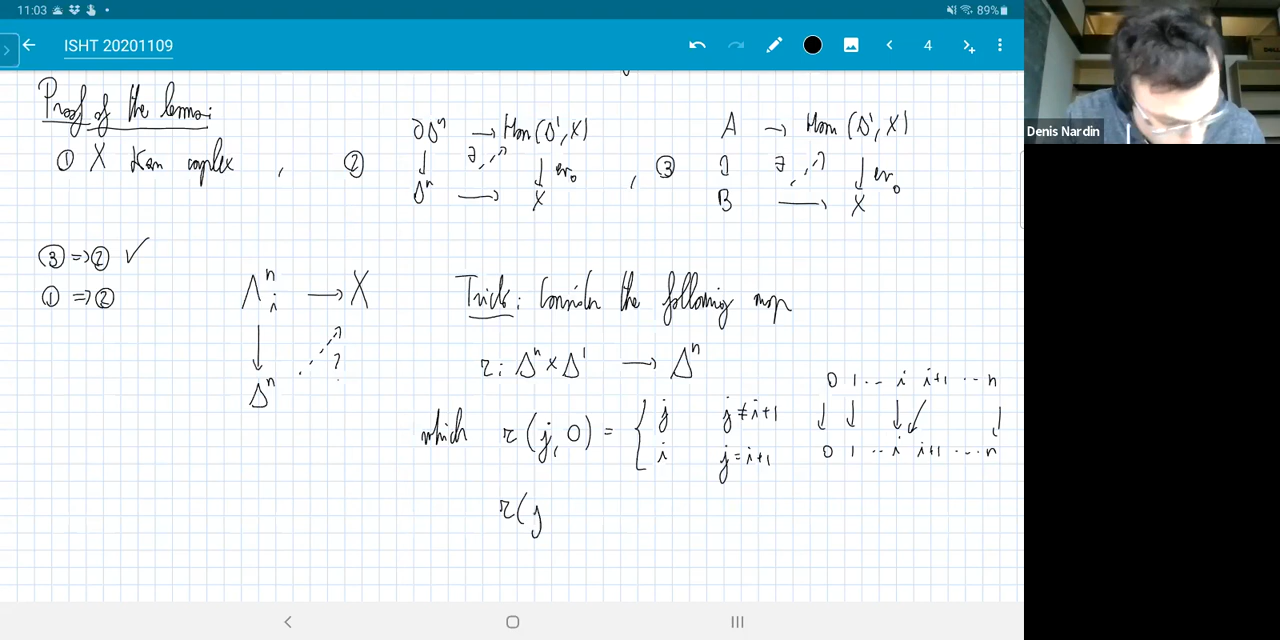 11:03
89%
ISHT 20201109
4
Denis Nardin
Proof of the lemma:
① X Kan complex , ② ∂Δⁿ → Hom(Δ¹, X) , ③ A → Hom(Δ¹, X)
↓ ∃ ↓ ev₀ ↓ ∃ ↓ ev₀
Δⁿ → X B → X
③ => ② ✓
① => ②
Λⁿᵢ → X
↓ ?
Δⁿ
Trick: Consider the following map
r: Δⁿ × Δ¹ → Δⁿ
0 1 ... i i+1 ... n
which r(j, 0) = { j j ≠ i+1
i j = i+1
0 1 ... i i+1 ... n
r(j